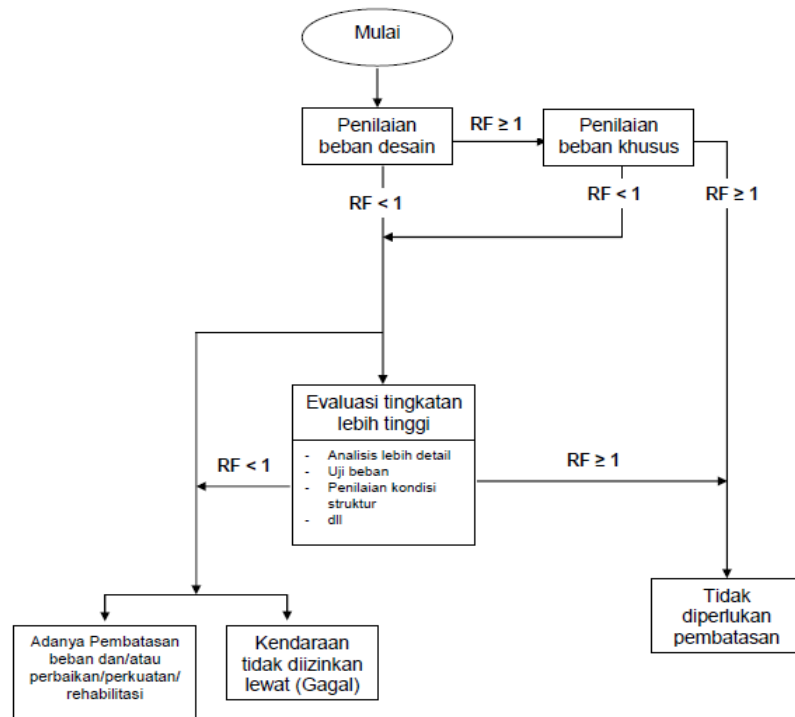 Mulai
Penilaian
beban desain
RF ≥ 1
Penilaian
beban khusus
RF < 1
RF < 1
RF ≥ 1
Evaluasi tingkatan
lebih tinggi
- Analisis lebih detail
- Uji beban
- Penilaian kondisi
struktur
- dll
RF < 1
RF ≥ 1
Adanya Pembatasan
beban dan/atau
perbaikan/perkuatan/
rehabilitasi
Kendaraan
tidak diizinkan
lewat (Gagal)
Tidak
diperlukan
pembatasan